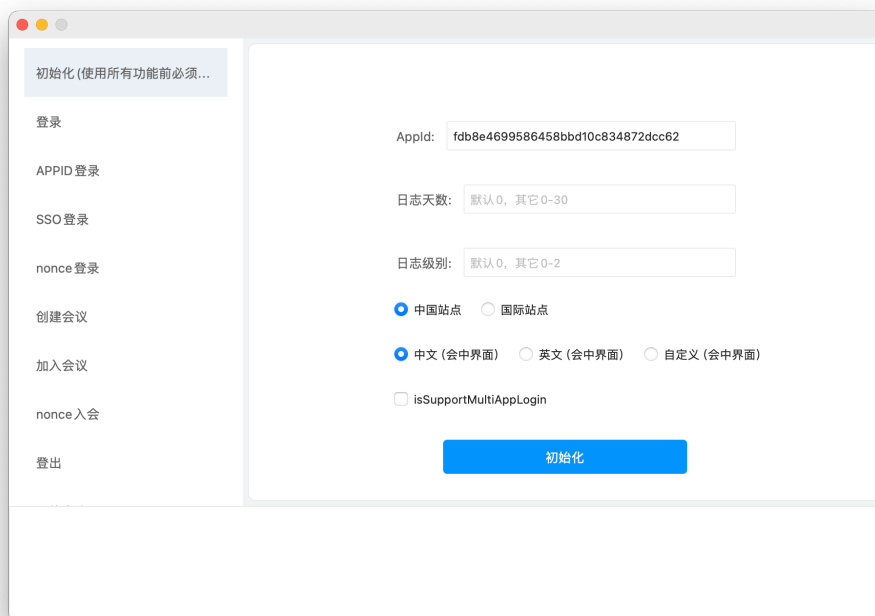 初始化(使用所有功能前必须...
登录
APPID登录
SSO登录
nonce登录
创建会议
加入会议
nonce入会
登出
AppId: fdb8e4699586458bbd10c834872dcc62
日志天数: 默认0，其它0-30
日志级别: 默认0，其它0-2
中国站点 国际站点
中文 (会中界面) 英文 (会中界面) 自定义 (会中界面)
isSupportMultiAppLogin
初始化